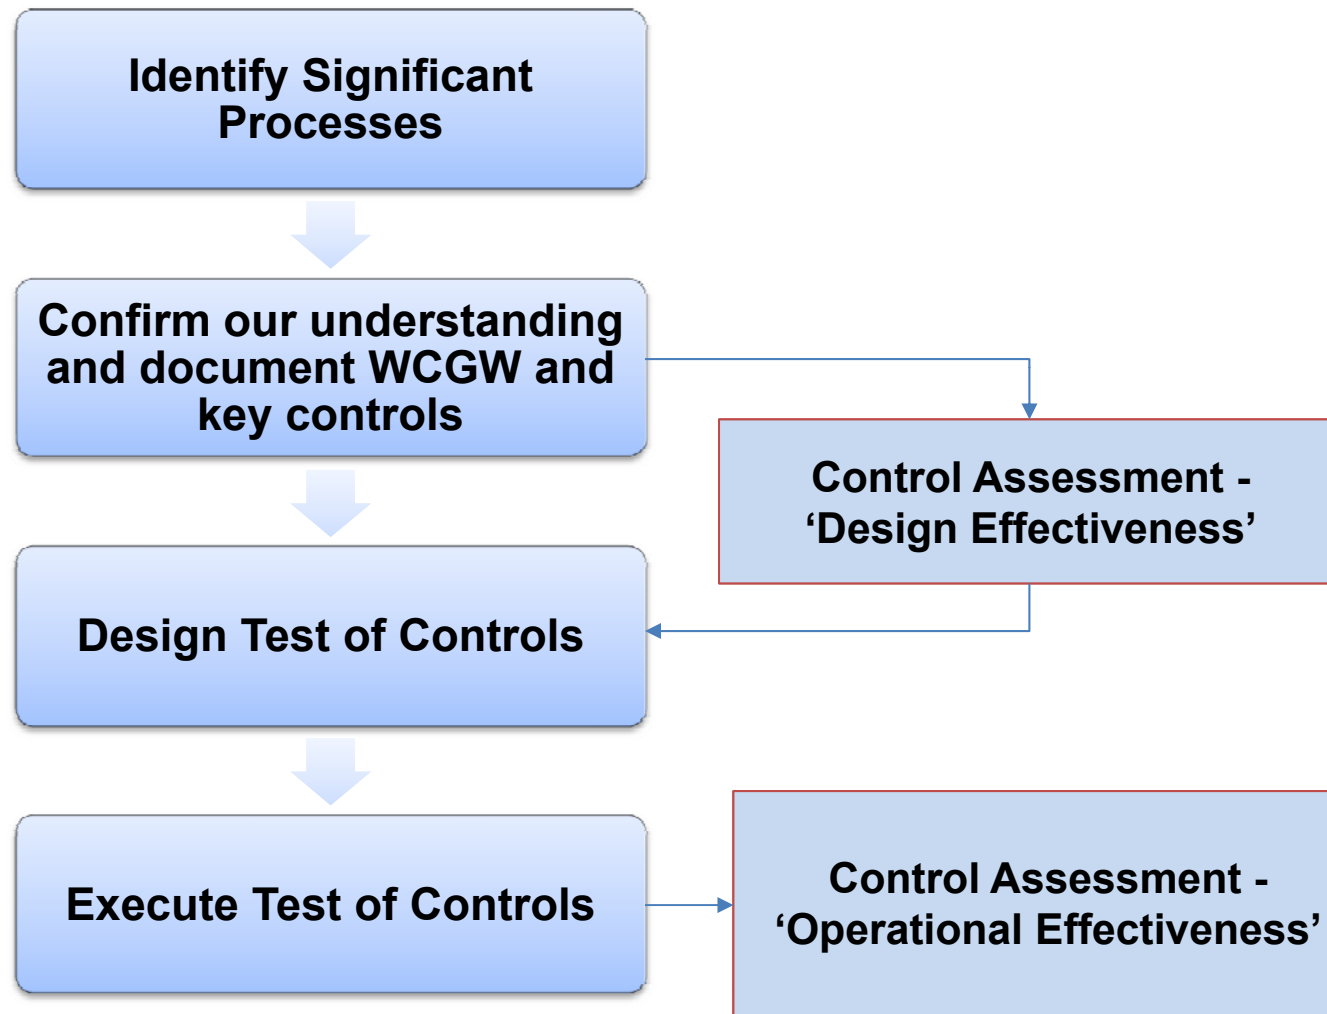 Identify Significant
Processes
Confirm our understanding
and document WCGW and
key controls
Control Assessment -
‘Design Effectiveness’
Design Test of Controls
Execute Test of Controls
Control Assessment -
‘Operational Effectiveness’